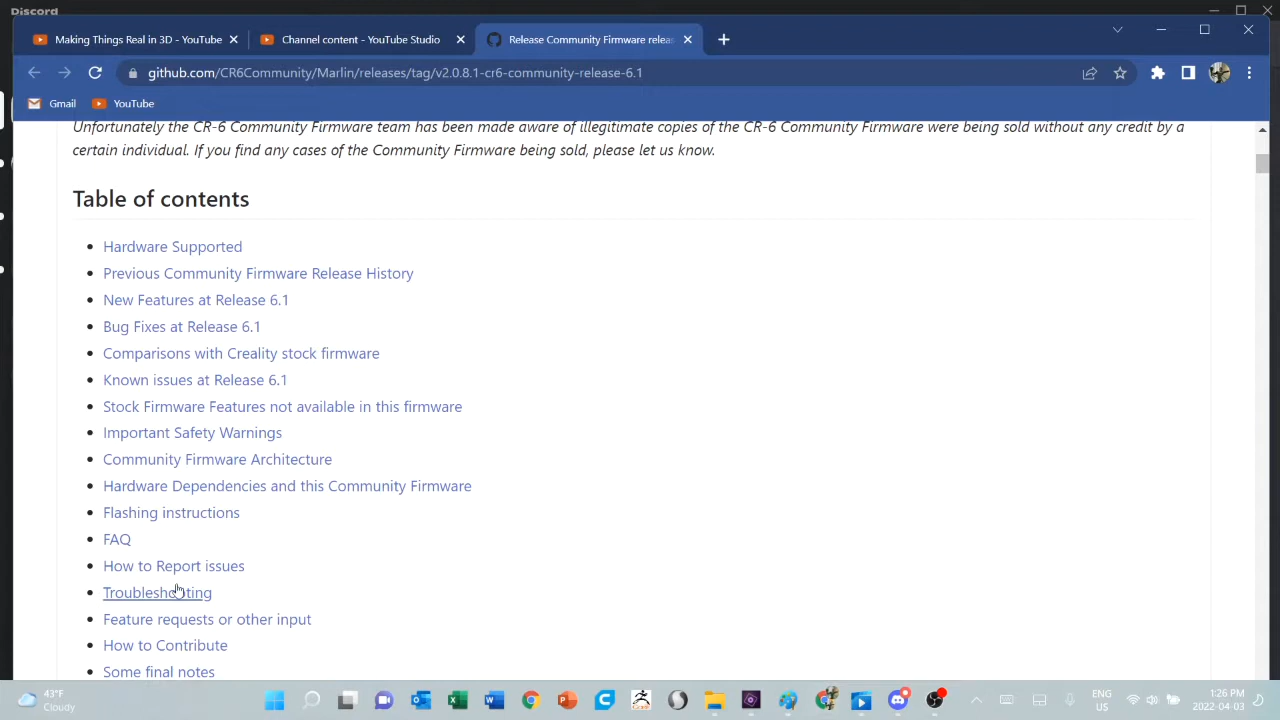 Discord
Making Things Real in 3D - YouTube
Channel content - YouTube Studio
Release Community Firmware relea
github.com/CR6Community/Marlin/releases/tag/v2.0.8.1-cr6-community-release-6.1
Gmail
YouTube
Unfortunately the CR-6 Community Firmware team has been made aware of illegitimate copies of the CR-6 Community Firmware were being sold without any credit by a
certain individual. If you find any cases of the Community Firmware being sold, please let us know.
Table of contents
Hardware Supported
Previous Community Firmware Release History
New Features at Release 6.1
Bug Fixes at Release 6.1
Comparisons with Creality stock firmware
Known issues at Release 6.1
Stock Firmware Features not available in this firmware
Important Safety Warnings
Community Firmware Architecture
Hardware Dependencies and this Community Firmware
Flashing instructions
FAQ
How to Report issues
Troubleshooting
Feature requests or other input
How to Contribute
Some final notes
43°F
Cloudy
ENG
US
1:26 PM
2022-04-03